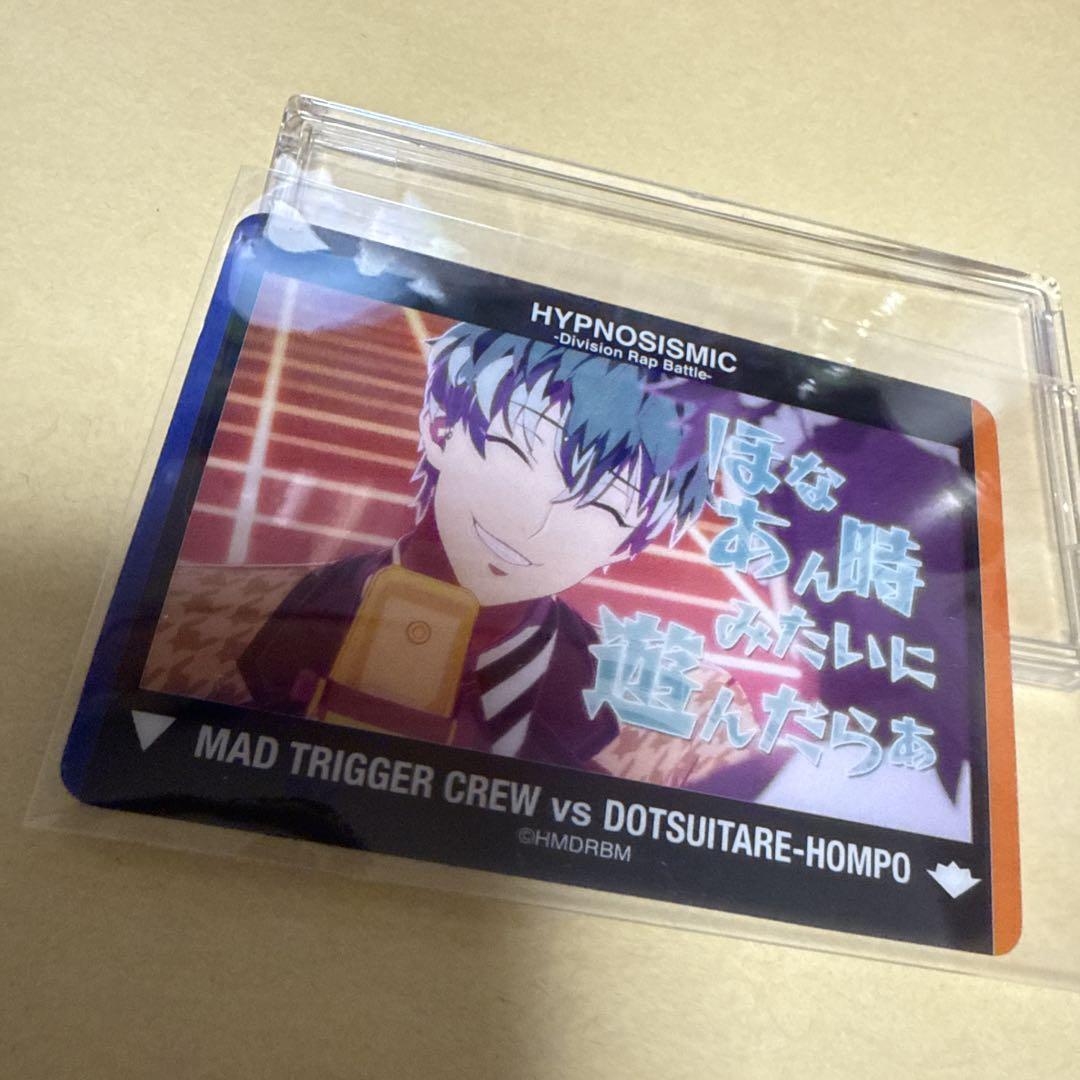 HYPNOSISMIC
-Division Rap Battle-
ほな
あん時
みたいに
遊んだらぁ
MAD TRIGGER CREW vs DOTSUITARE-HOMPO
©HMDRBM